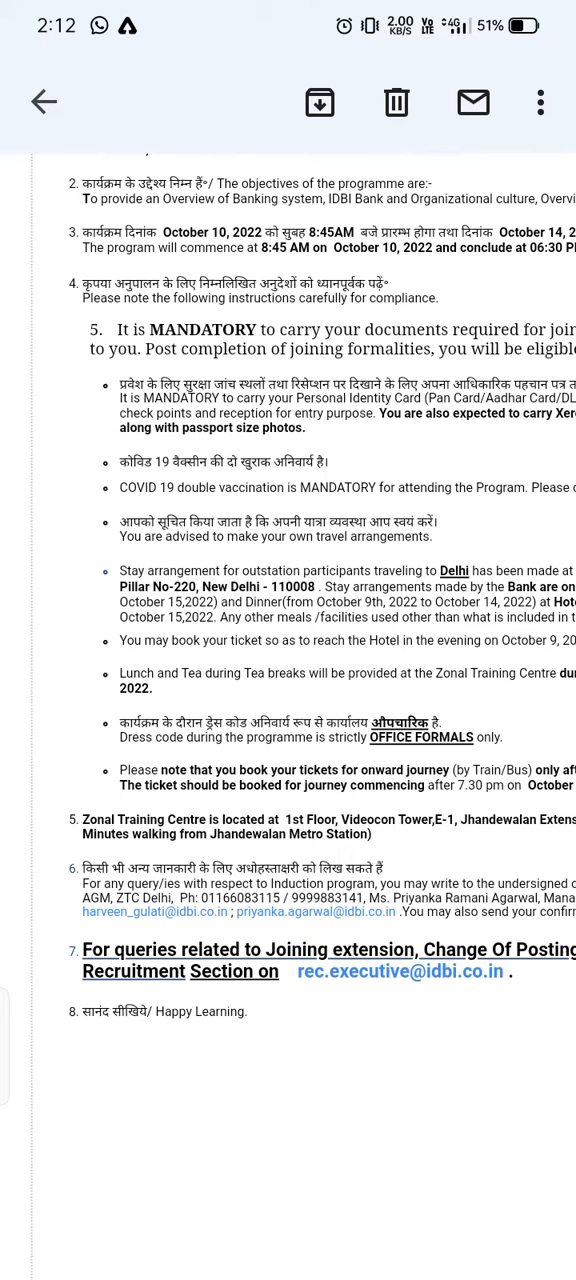 2:12 2.00 KB/S Vo LTE 4G 51%
2. कार्यक्रम के उद्देश्य निम्न हैं॰/ The objectives of the programme are:-
To provide an Overview of Banking system, IDBI Bank and Organizational culture, Overvi
3. कार्यक्रम दिनांक October 10, 2022 को सुबह 8:45AM बजे प्रारम्भ होगा तथा दिनांक October 14, 2
The program will commence at 8:45 AM on October 10, 2022 and conclude at 06:30 P
4. कृपया अनुपालन के लिए निम्नलिखित अनुदेशों को ध्यानपूर्वक पढ़ें॰
Please note the following instructions carefully for compliance.
5. It is MANDATORY to carry your documents required for join
to you. Post completion of joining formalities, you will be eligible
प्रवेश के लिए सुरक्षा जांच स्थलों तथा रिसेप्शन पर दिखाने के लिए अपना आधिकारिक पहचान पत्र त
It is MANDATORY to carry your Personal Identity Card (Pan Card/Aadhar Card/DL
check points and reception for entry purpose. You are also expected to carry Xer
along with passport size photos.
कोविड 19 वैक्सीन की दो खुराक अनिवार्य है।
COVID 19 double vaccination is MANDATORY for attending the Program. Please c
आपको सूचित किया जाता है कि अपनी यात्रा व्यवस्था आप स्वयं करें।
You are advised to make your own travel arrangements.
Stay arrangement for outstation participants traveling to Delhi has been made at
Pillar No-220, New Delhi - 110008 . Stay arrangements made by the Bank are on
October 15,2022) and Dinner(from October 9th, 2022 to October 14, 2022) at Hot
October 15,2022. Any other meals /facilities used other than what is included in t
You may book your ticket so as to reach the Hotel in the evening on October 9, 20
Lunch and Tea during Tea breaks will be provided at the Zonal Training Centre du
2022.
कार्यक्रम के दौरान ड्रेस कोड अनिवार्य रूप से कार्यालय औपचारिक है.
Dress code during the programme is strictly OFFICE FORMALS only.
Please note that you book your tickets for onward journey (by Train/Bus) only aft
The ticket should be booked for journey commencing after 7.30 pm on October
5. Zonal Training Centre is located at 1st Floor, Videocon Tower,E-1, Jhandewalan Extens
Minutes walking from Jhandewalan Metro Station)
6. किसी भी अन्य जानकारी के लिए अधोहस्ताक्षरी को लिख सकते हैं
For any query/ies with respect to Induction program, you may write to the undersigned o
AGM, ZTC Delhi, Ph: 01166083115 / 9999883141, Ms. Priyanka Ramani Agarwal, Mana
harveen_gulati@idbi.co.in ; priyanka.agarwal@idbi.co.in .You may also send your confirm
7. For queries related to Joining extension, Change Of Posting
Recruitment Section on rec.executive@idbi.co.in .
8. सानंद सीखिये/ Happy Learning.